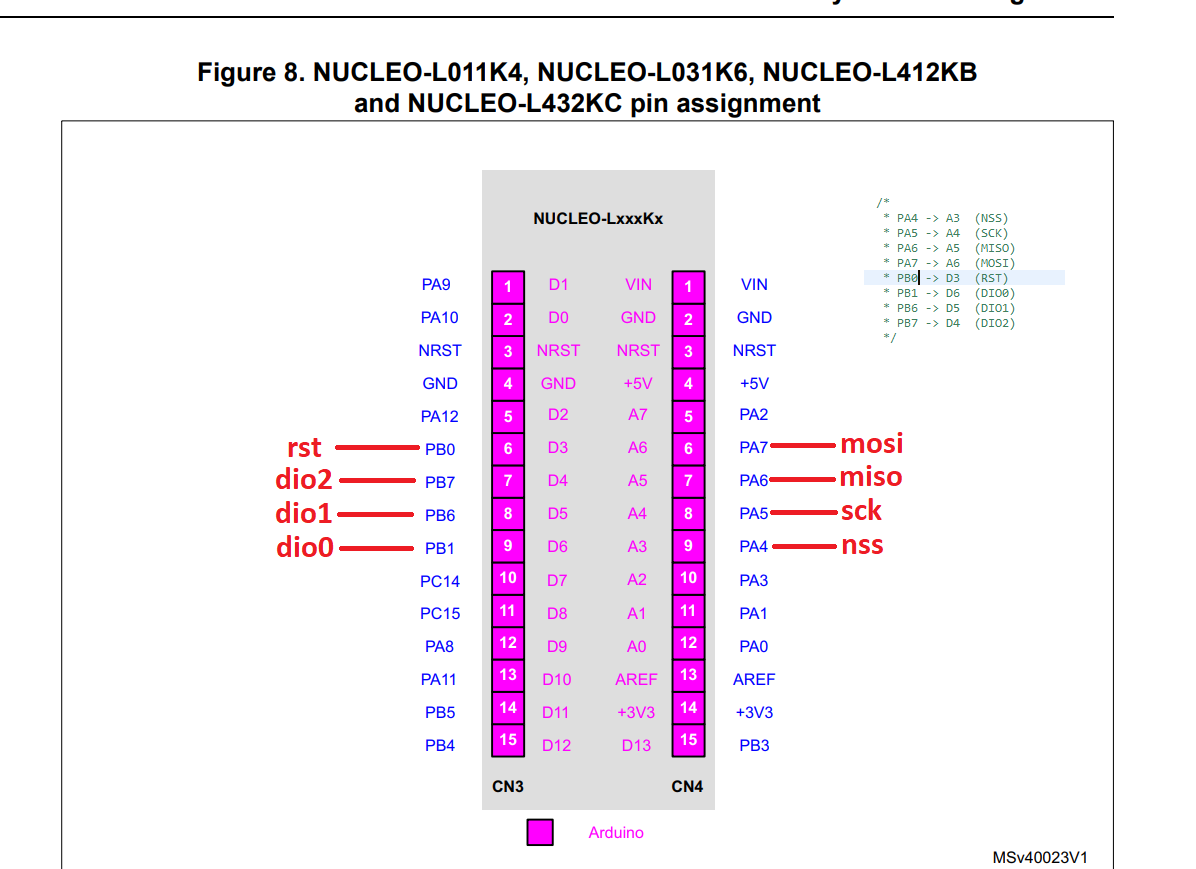 Figure 8. NUCLEO-L011K4, NUCLEO-L031K6, NUCLEO-L412KB
and NUCLEO-L432KC pin assignment
NUCLEO-LxxxKx
/*
* PA4 -> A3 (NSS)
* PA5 -> A4 (SCK)
* PA6 -> A5 (MISO)
* PA7 -> A6 (MOSI)
* PB0 -> D3 (RST)
* PB1 -> D6 (DIO0)
* PB6 -> D5 (DIO1)
* PB7 -> D4 (DIO2)
*/
PA9 1 D1 VIN 1 VIN
PA10 2 D0 GND 2 GND
NRST 3 NRST NRST 3 NRST
GND 4 GND +5V 4 +5V
PA12 5 D2 A7 5 PA2
rst PB0 6 D3 A6 6 PA7 mosi
dio2 PB7 7 D4 A5 7 PA6 miso
dio1 PB6 8 D5 A4 8 PA5 sck
dio0 PB1 9 D6 A3 9 PA4 nss
PC14 10 D7 A2 10 PA3
PC15 11 D8 A1 11 PA1
PA8 12 D9 A0 12 PA0
PA11 13 D10 AREF 13 AREF
PB5 14 D11 +3V3 14 +3V3
PB4 15 D12 D13 15 PB3
CN3 CN4
Arduino
MSv40023V1